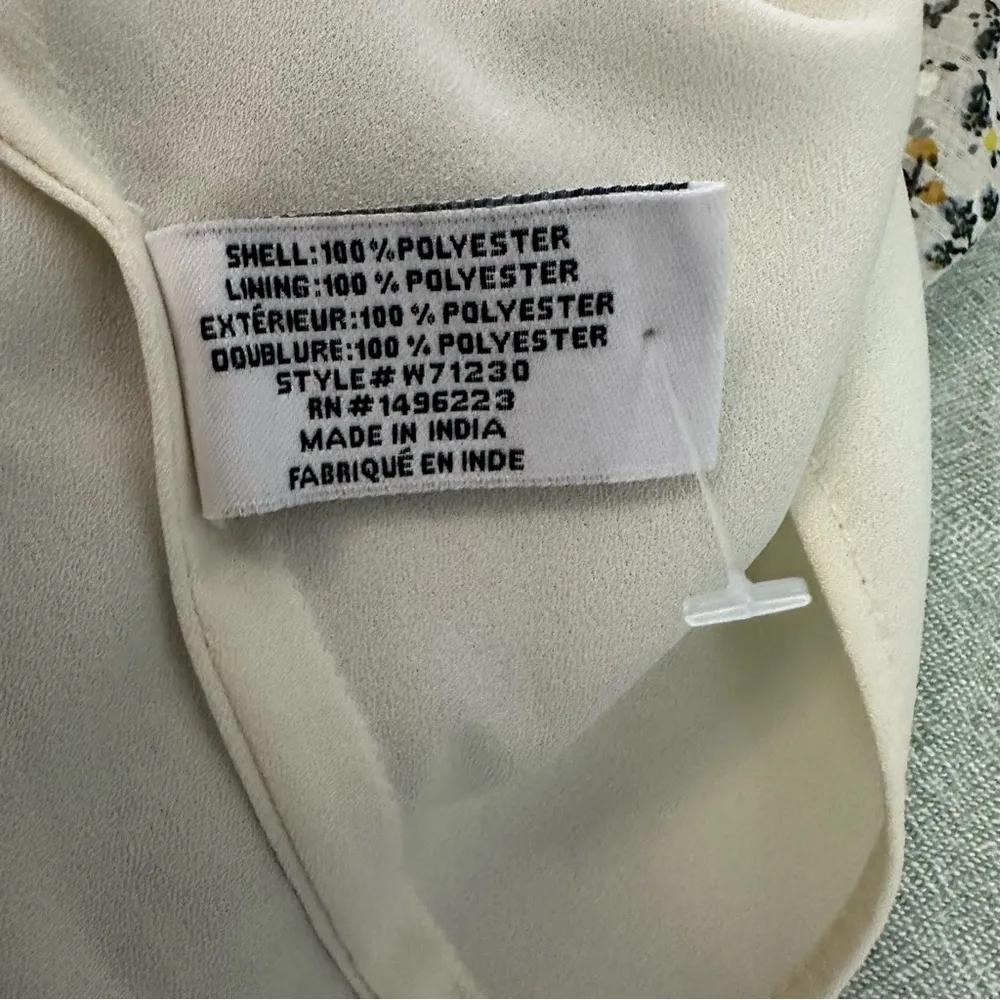 SHELL:100%POLYESTER
LINING:100 % POLYESTER
EXTÉRIEUR:100 % POLYESTER
DOUBLURE:100 % POLYESTER
STYLE# W71230
RN #1496223
MADE IN INDIA
FABRIQUÉ EN INDE